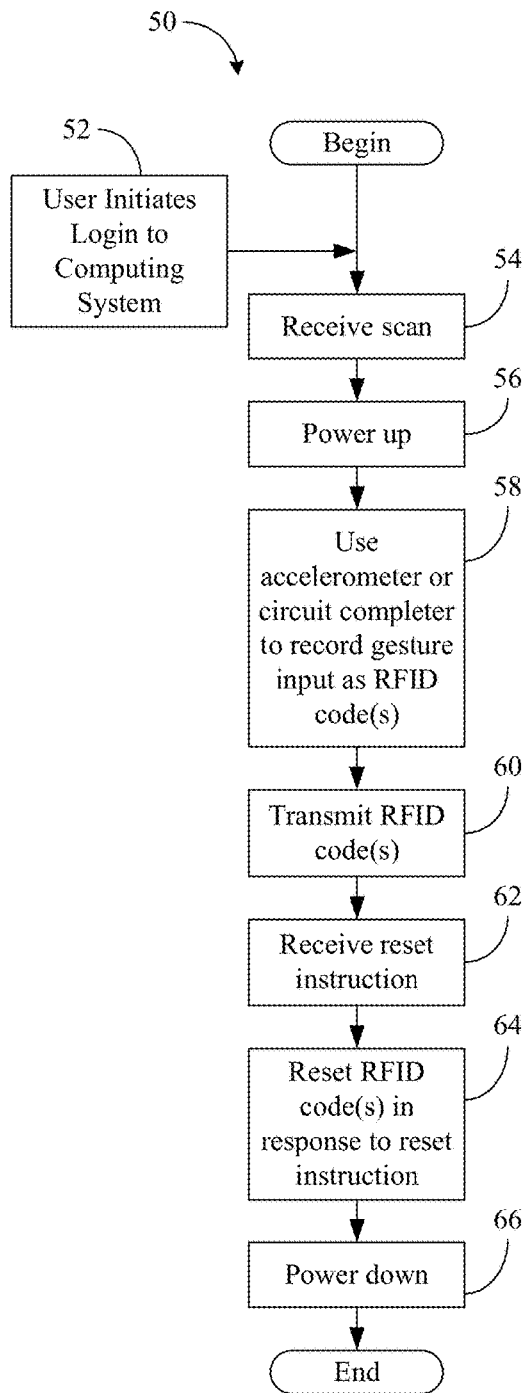 50
52
Begin
User Initiates
Login to
Computing
System
54
Receive scan
56
Power up
58
Use
accelerometer or
circuit completer
to record gesture
input as RFID
code(s)
60
Transmit RFID
code(s)
62
Receive reset
instruction
64
Reset RFID
code(s) in
response to reset
instruction
66
Power down
End